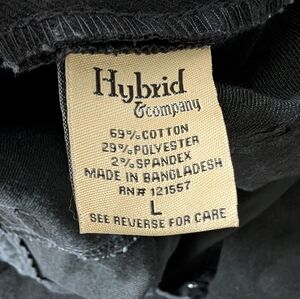 Hybrid
& company
69% COTTON
29% POLYESTER
2% SPANDEX
MADE IN BANGLADESH
RN# 121557
L
SEE REVERSE FOR CARE